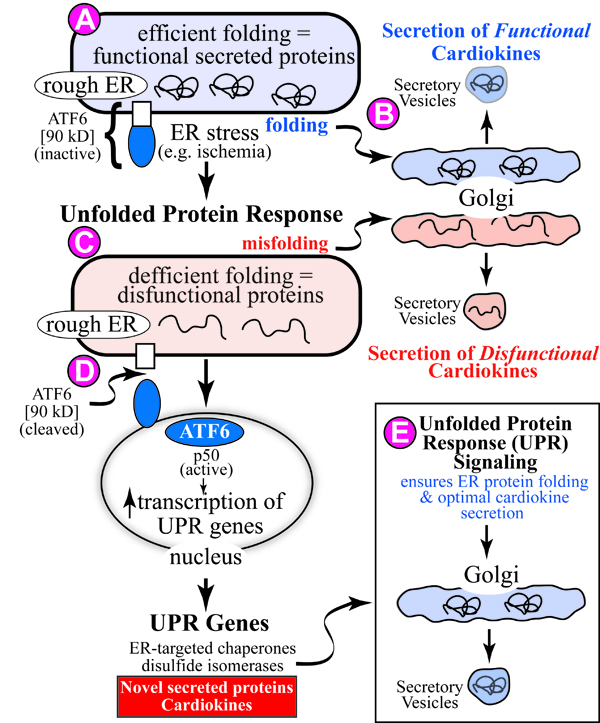 A
efficient folding =
functional secreted proteins
rough ER
ATF6
[90 kD]
(inactive)
ER stress
(e.g. ischemia)
folding
Unfolded Protein Response
misfolding
B
Secretion of Functional
Cardiokines
Secretory
Vesicles
Golgi
Secretory
Vesicles
Secretion of Disfunctional
Cardiokines
C
defficient folding =
disfunctional proteins
rough ER
D
ATF6
[90 kD]
(cleaved)
ATF6
p50
(active)
transcription of
UPR genes
nucleus
UPR Genes
ER-targeted chaperones
disulfide isomerases
Novel secreted proteins
Cardiokines
E
Unfolded Protein
Response (UPR)
Signaling
ensures ER protein folding
& optimal cardiokine
secretion
Golgi
Secretory
Vesicles